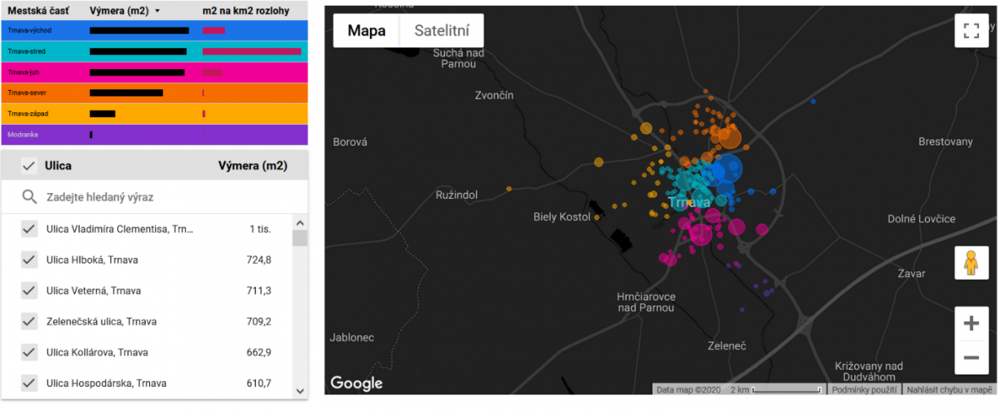 Mestská časť Výmera (m2) m2 na km2 rozlohy
Trnava-východ
Trnava-stred
Trnava-juh
Trnava-sever
Trnava-západ
Modranka
Ulica Výmera (m2)
Zadejte hledaný výraz
Ulica Vladimíra Clementisa, Trn... 1 tis.
Ulica Hlboká, Trnava 724,8
Ulica Veterná, Trnava 711,3
Zelenečská ulica, Trnava 709,2
Ulica Kollárova, Trnava 662,9
Ulica Hospodárska, Trnava 610,7
Mapa Satelitní
Suchá nad
Parnou
Zvončín
Borová
Brestovany
Ružindol
Trnava
Biely Kostol
Dolné Lovčice
Zavar
Hrnčiarovce
nad Parnou
Jablonec
Zeleneč
Križovany nad
Dudváhom
Google
Data map ©2020 2 km Podmínky použití Nahlásit chybu v mapě